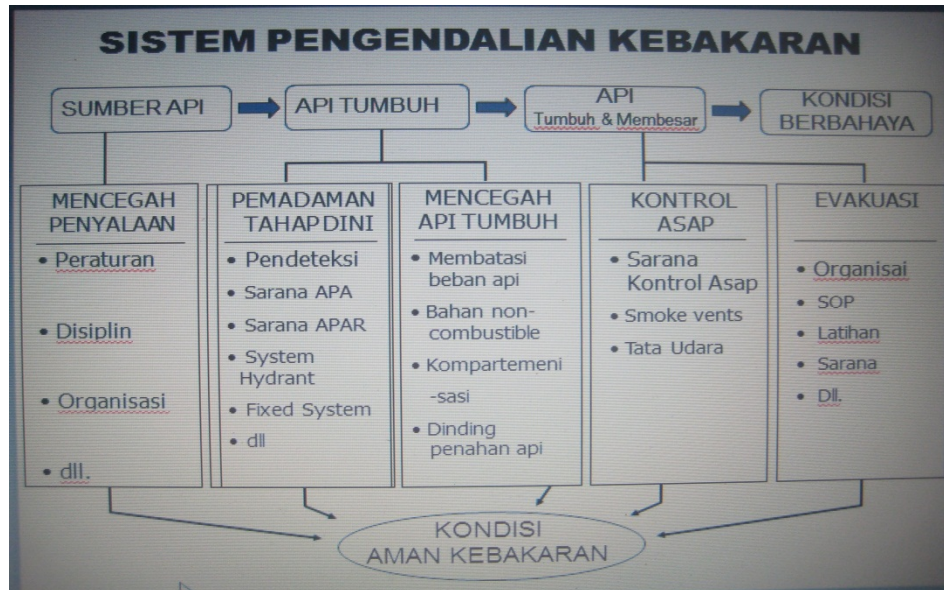 SISTEM PENGENDALIAN KEBAKARAN
SUMBER API
API TUMBUH
API
Tumbuh & Membesar
KONDISI
BERBAHAYA
MENCEGAH
PENYALAAN
• Peraturan
• Disiplin
• Organisasi
• dll.
PEMADAMAN
TAHAP DINI
• Pendeteksi
• Sarana APA
• Sarana APAR
• System
Hydrant
• Fixed System
• dll
MENCEGAH
API TUMBUH
• Membatasi
beban api
• Bahan non-
combustible
• Kompartemeni
-sasi
• Dinding
penahan api
KONTROL
ASAP
• Sarana
Kontrol Asap
• Smoke vents
• Tata Udara
EVAKUASI
• Organisai
• SOP
• Latihan
• Sarana
• Dll.
KONDISI
AMAN KEBAKARAN